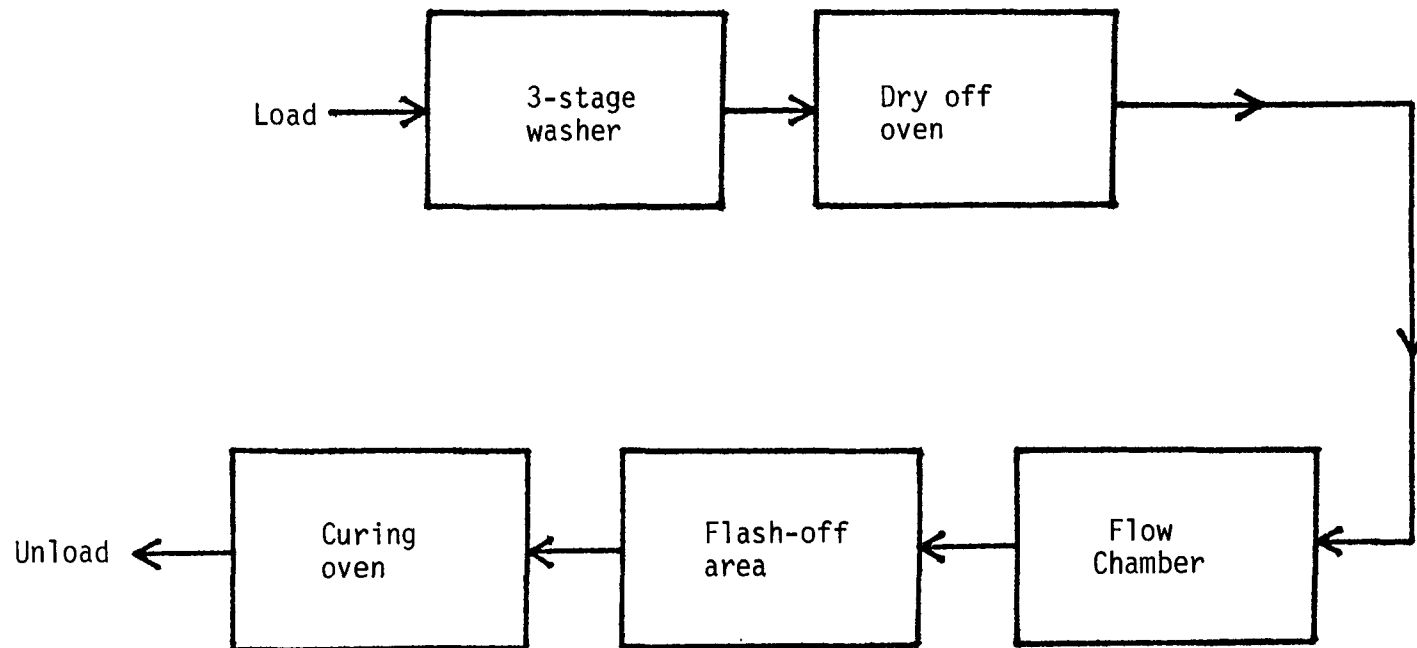 Load
3-stage
washer
Dry off
oven
Flow
Chamber
Flash-off
area
Curing
oven
Unload